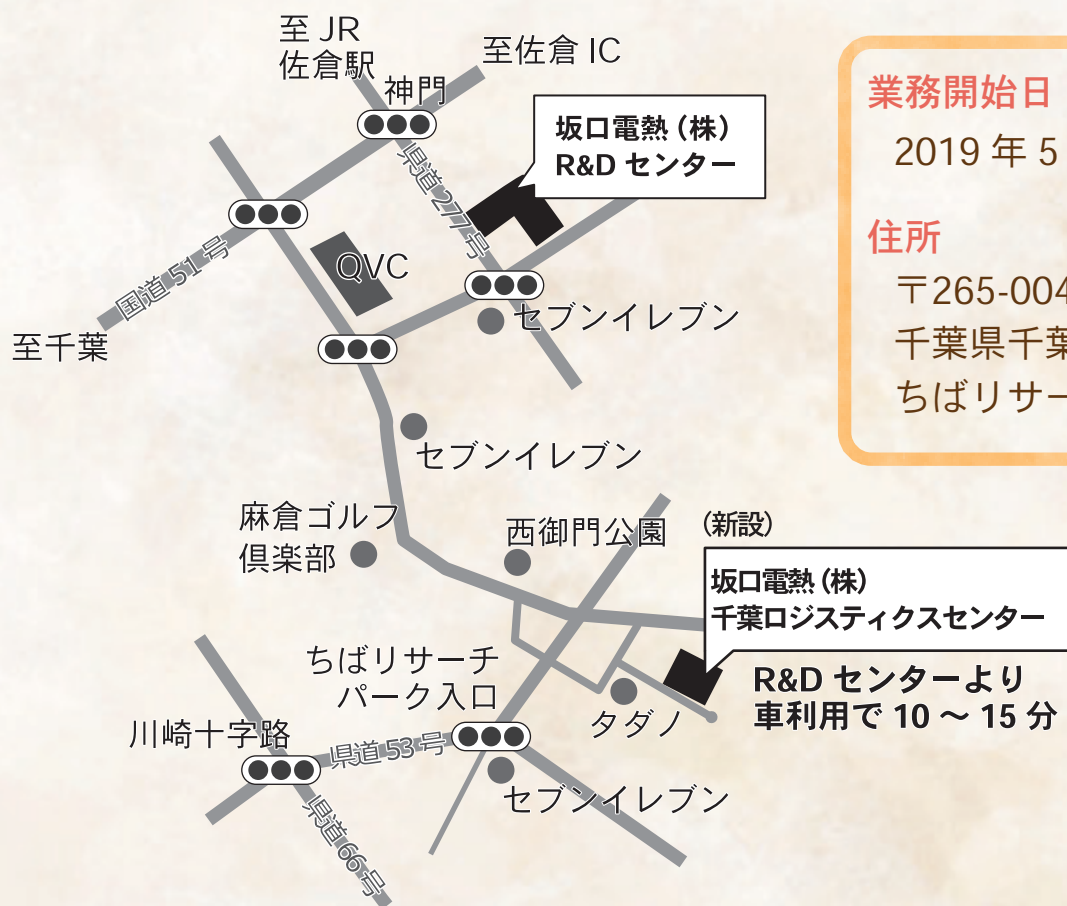 至 JR
佐倉駅
至佐倉 IC
神門
坂口電熱（株）
R&D センター
県道 277 号
国道 51 号
QVC
至千葉
セブンイレブン
セブンイレブン
麻倉ゴルフ
倶楽部
西御門公園
(新設)
坂口電熱（株）
千葉ロジスティクスセンター
R&D センターより
車利用で 10 ～ 15 分
ちばリサーチ
パーク入口
タダノ
川崎十字路
県道 53 号
セブンイレブン
県道 66 号
業務開始日
2019 年 5
住所
〒265-004
千葉県千葉
ちばリサー